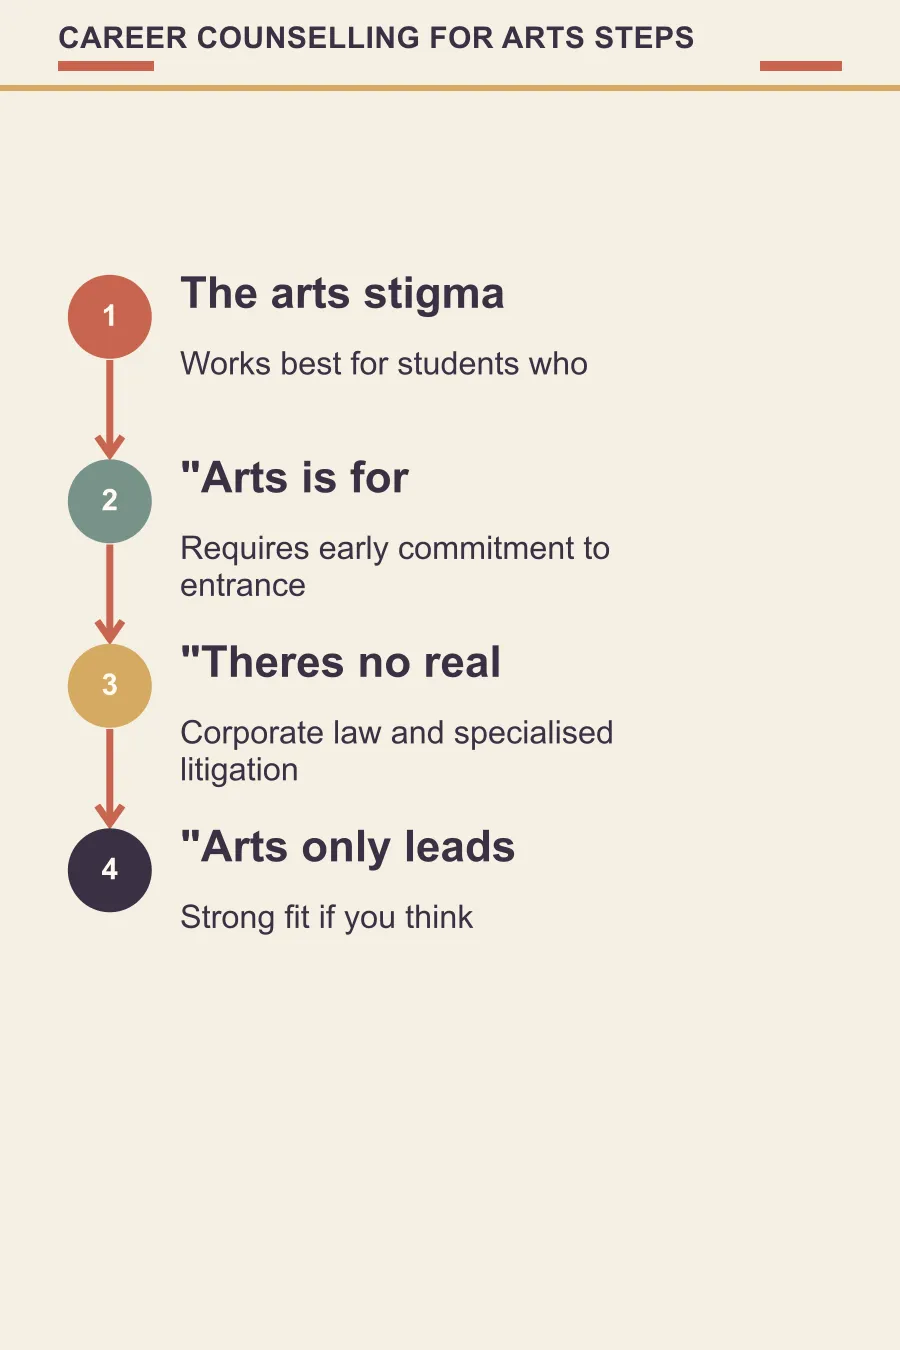 CAREER COUNSELLING FOR ARTS STEPS
1
The arts stigma
Works best for students who
2
"Arts is for
Requires early commitment to
entrance
3
"Theres no real
Corporate law and specialised
litigation
4
"Arts only leads
Strong fit if you think